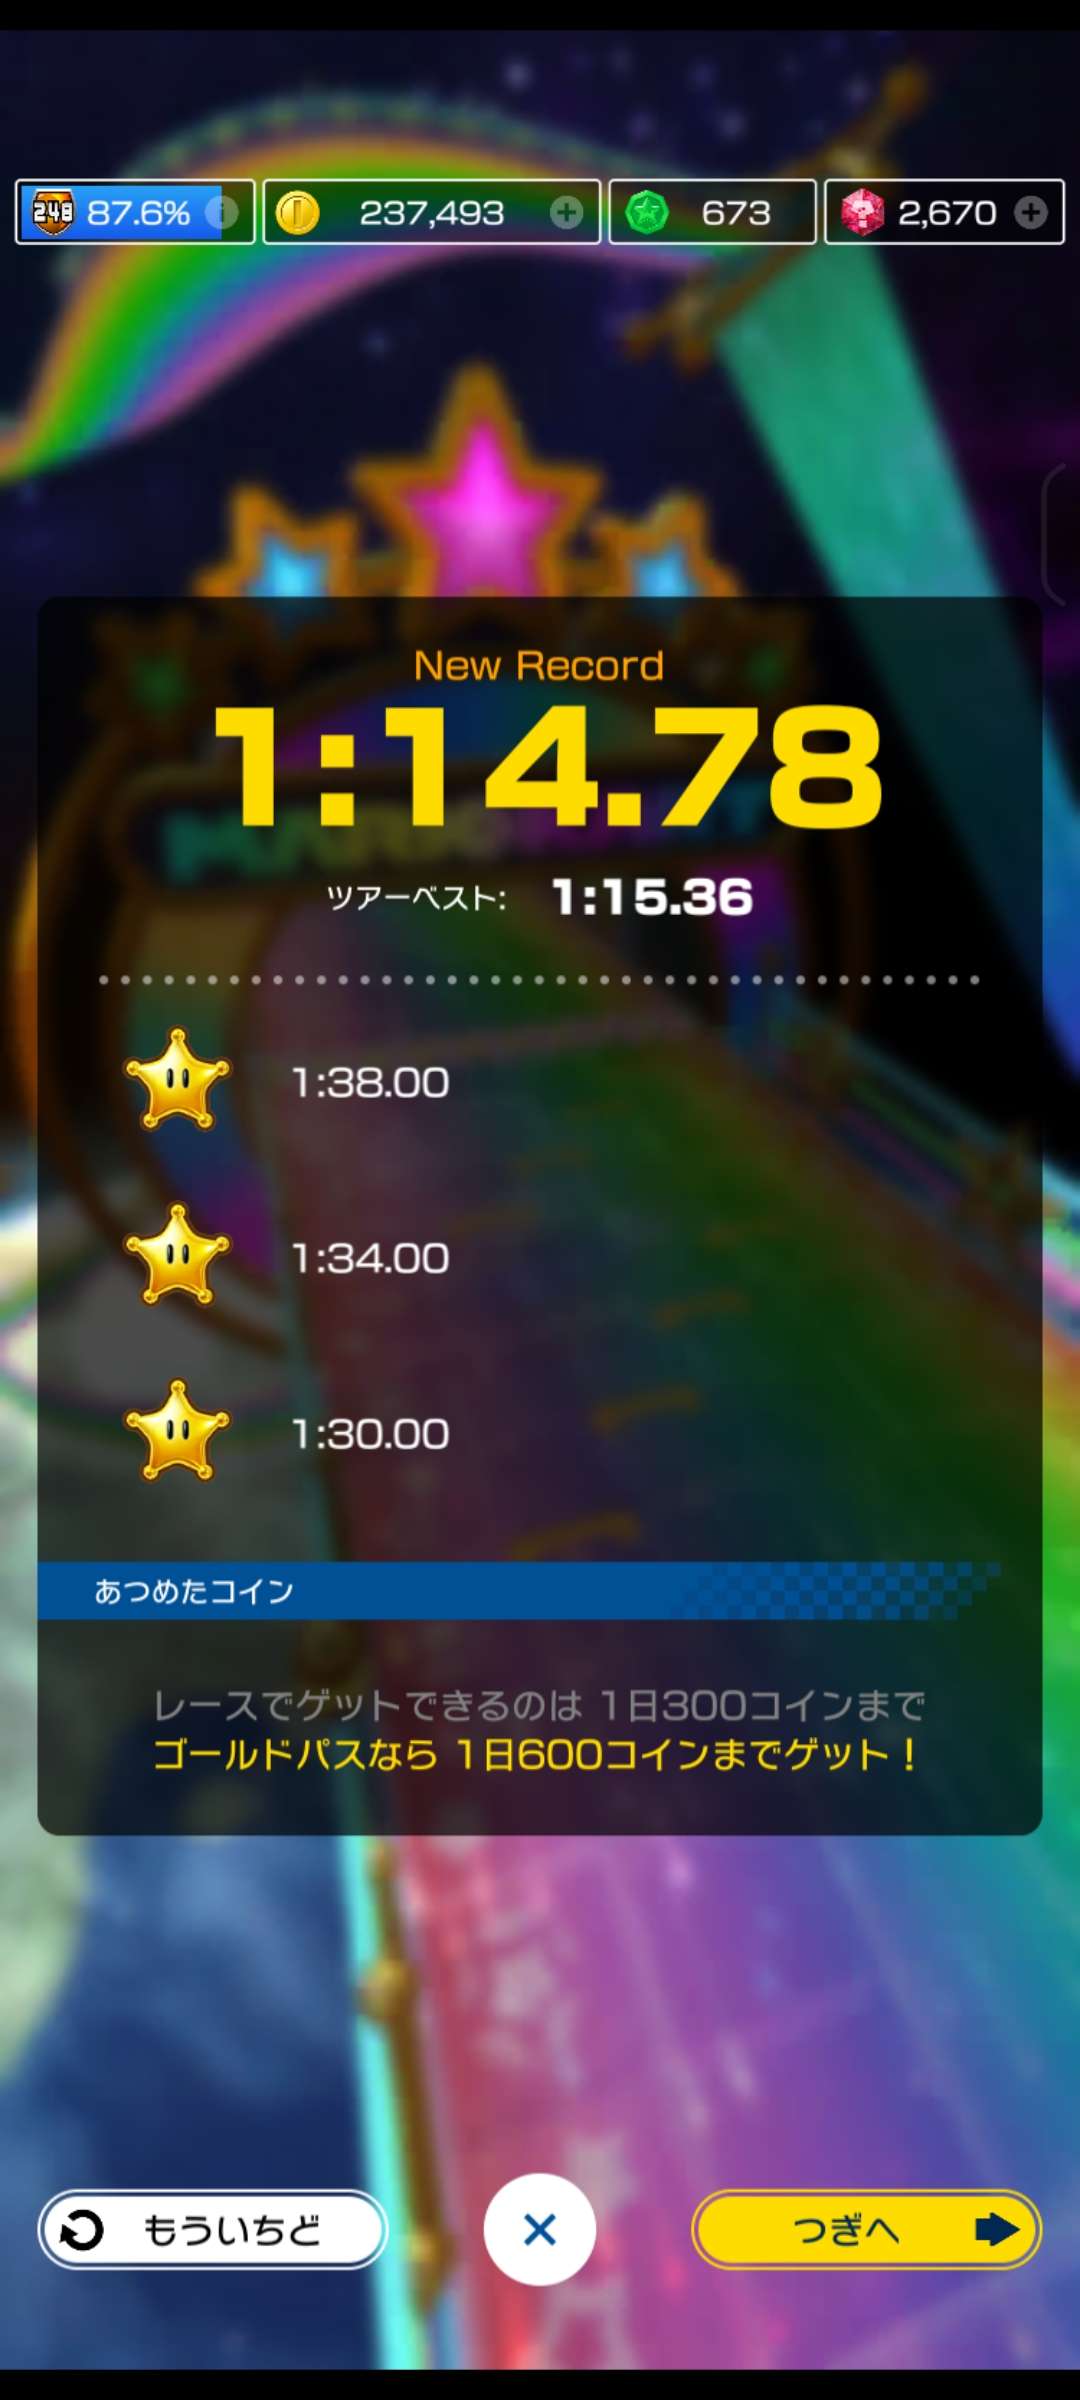 248 87.6% 237,493 673 2,670
New Record
1:14.78
ツアーベスト: 1:15.36
1:38.00
1:34.00
1:30.00
あつめたコイン
レースでゲットできるのは 1日300コインまで
ゴールドパスなら 1日600コインまでゲット！
もういちど
つぎへ